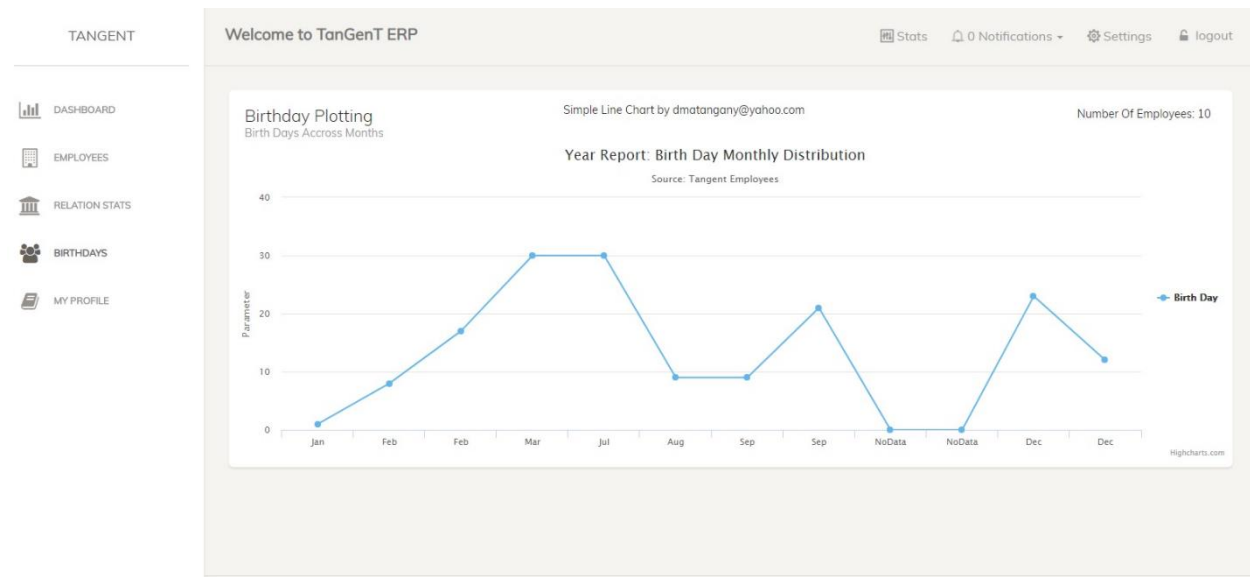 TANGENT
Welcome to TanGenT ERP
Stats
0 Notifications
Settings
logout
DASHBOARD
EMPLOYEES
RELATION STATS
BIRTHDAYS
MY PROFILE
Birthday Plotting
Birth Days Accross Months
Simple Line Chart by dmatangany@yahoo.com
Number Of Employees: 10
Year Report: Birth Day Monthly Distribution
Source: Tangent Employees
Parameter
40
30
20
10
0
Jan Feb Feb Mar Jul Aug Sep Sep NoData NoData Dec Dec
Birth Day
Highcharts.com